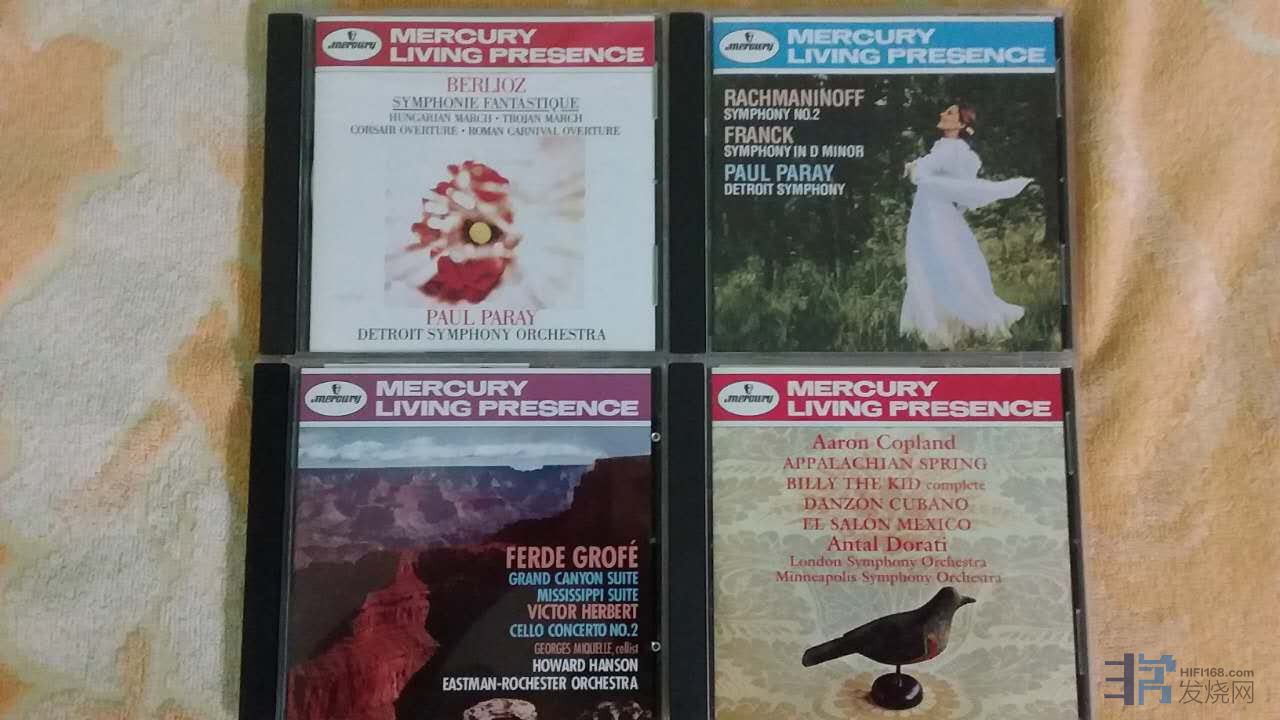 mercury
MERCURY
LIVING PRESENCE
BERLIOZ
SYMPHONIE FANTASTIQUE
HUNGARIAN MARCH • TROJAN MARCH
CORSAIR OVERTURE • ROMAN CARNIVAL OVERTURE
PAUL PARAY
DETROIT SYMPHONY ORCHESTRA
mercury
MERCURY
LIVING PRESENCE
RACHMANINOFF
SYMPHONY NO.2
FRANCK
SYMPHONY IN D MINOR
PAUL PARAY
DETROIT SYMPHONY
mercury
MERCURY
LIVING PRESENCE
FERDE GROFÉ
GRAND CANYON SUITE
MISSISSIPPI SUITE
VICTOR HERBERT
CELLO CONCERTO NO.2
GEORGES MIQUELLE, cellist
HOWARD HANSON
EASTMAN-ROCHESTER ORCHESTRA
mercury
MERCURY
LIVING PRESENCE
Aaron Copland
APPALACHIAN SPRING
BILLY THE KID complete
DANZÓN CUBANO
EL SALÓN MEXICO
Antal Dorati
London Symphony Orchestra
Minneapolis Symphony Orchestra
HIFI168.com
发烧网